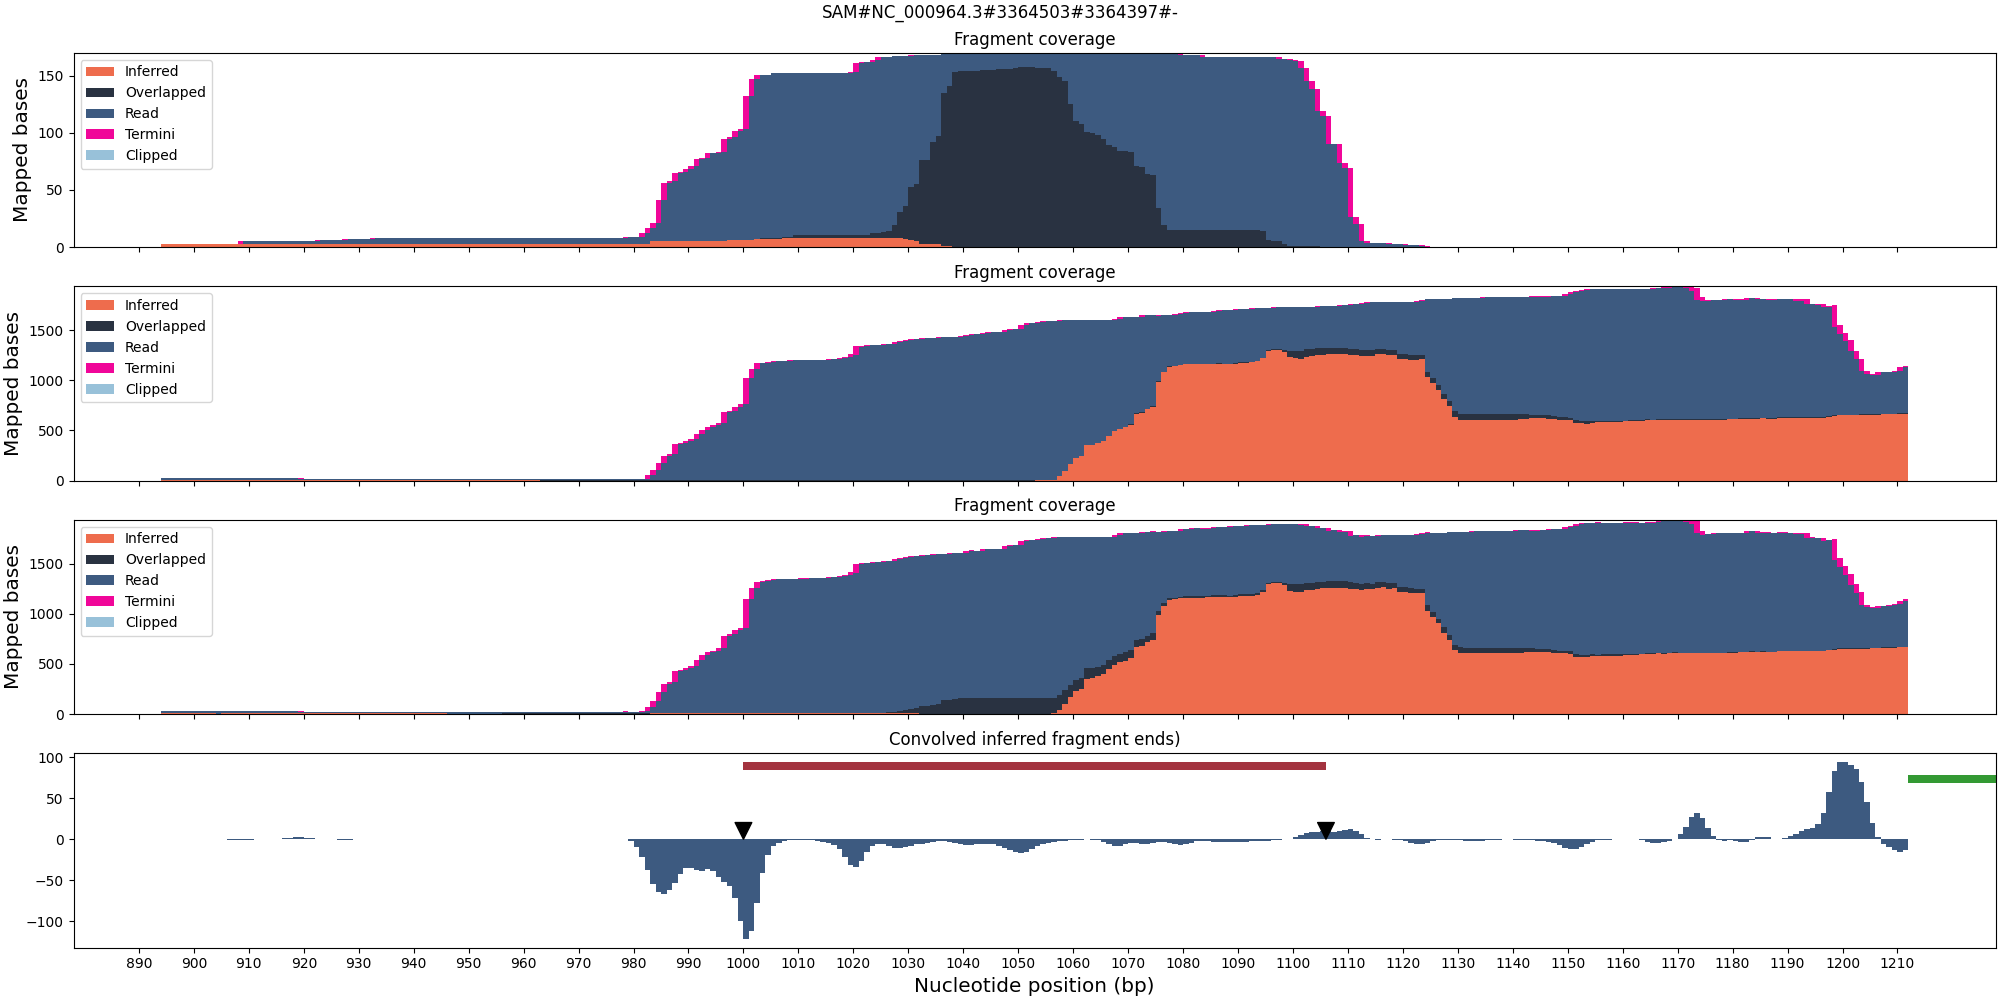 SAM#NC_000964.3#3364503#3364397#-
Fragment coverage
Mapped bases
150
100
50
0
Inferred
Overlapped
Read
Termini
Clipped
Fragment coverage
Mapped bases
1500
1000
500
0
Inferred
Overlapped
Read
Termini
Clipped
Fragment coverage
Mapped bases
1500
1000
500
0
Inferred
Overlapped
Read
Termini
Clipped
Convolved inferred fragment ends)
100
50
0
−50
−100
890 900 910 920 930 940 950 960 970 980 990 1000 1010 1020 1030 1040 1050 1060 1070 1080 1090 1100 1110 1120 1130 1140 1150 1160 1170 1180 1190 1200 1210
Nucleotide position (bp)